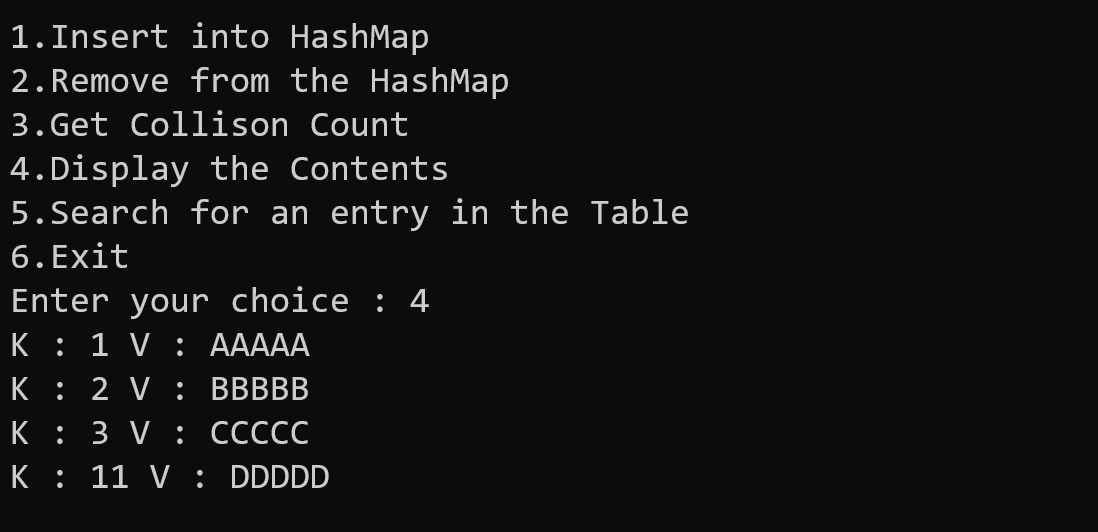 1.Insert into HashMap
2.Remove from the HashMap
3.Get Collison Count
4.Display the Contents
5.Search for an entry in the Table
6.Exit
Enter your choice : 4
K : 1 V : AAAAA
K : 2 V : BBBBB
K : 3 V : CCCCC
K : 11 V : DDDDD